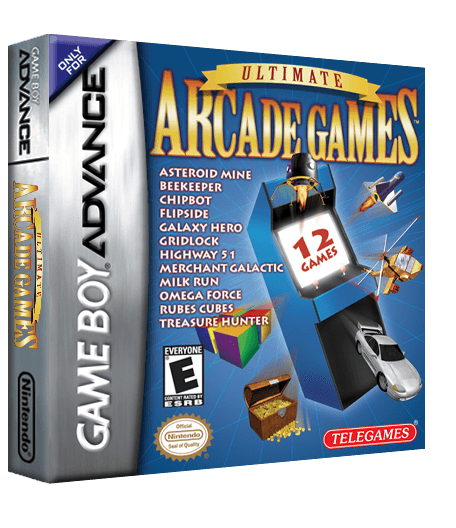 GAME BOY ADVANCE
ULTIMATE
ARCADE GAMES
Nintendo
ONLY
FOR
GAME BOY ADVANCE
ULTIMATE
ARCADE GAMES™
ASTEROID MINE
BEEKEEPER
CHIPBOT
FLIPSIDE
GALAXY HERO
GRIDLOCK
HIGHWAY 51
MERCHANT GALACTIC
MILK RUN
OMEGA FORCE
RUBES CUBES
TREASURE HUNTER
12
GAMES
EVERYONE
E
CONTENT RATED BY
ESRB
Official
Nintendo
Seal of Quality
TELEGAMES